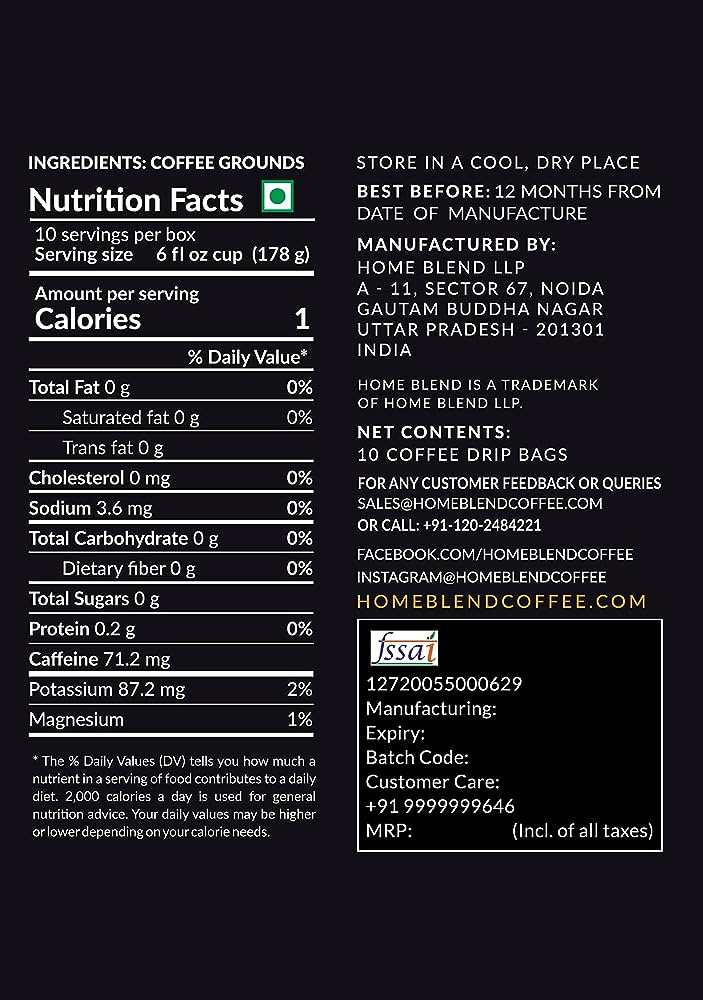 INGREDIENTS: COFFEE GROUNDS
Nutrition Facts
10 servings per box
Serving size 6 fl oz cup (178 g)
Amount per serving
Calories 1
% Daily Value*
Total Fat 0 g 0%
Saturated fat 0 g 0%
Trans fat 0 g
Cholesterol 0 mg 0%
Sodium 3.6 mg 0%
Total Carbohydrate 0 g 0%
Dietary fiber 0 g 0%
Total Sugars 0 g
Protein 0.2 g 0%
Caffeine 71.2 mg
Potassium 87.2 mg 2%
Magnesium 1%
* The % Daily Values (DV) tells you how much a
nutrient in a serving of food contributes to a daily
diet. 2,000 calories a day is used for general
nutrition advice. Your daily values may be higher
or lower depending on your calorie needs.
STORE IN A COOL, DRY PLACE
BEST BEFORE: 12 MONTHS FROM
DATE OF MANUFACTURE
MANUFACTURED BY:
HOME BLEND LLP
A - 11, SECTOR 67, NOIDA
GAUTAM BUDDHA NAGAR
UTTAR PRADESH - 201301
INDIA
HOME BLEND IS A TRADEMARK
OF HOME BLEND LLP.
NET CONTENTS:
10 COFFEE DRIP BAGS
FOR ANY CUSTOMER FEEDBACK OR QUERIES
SALES@HOMEBLENDCOFFEE.COM
OR CALL: +91-120-2484221
FACEBOOK.COM/HOMEBLENDCOFFEE
INSTAGRAM@HOMEBLENDCOFFEE
HOMEBLENDCOFFEE.COM
fssai
12720055000629
Manufacturing:
Expiry:
Batch Code:
Customer Care:
+91 9999999646
MRP: (Incl. of all taxes)